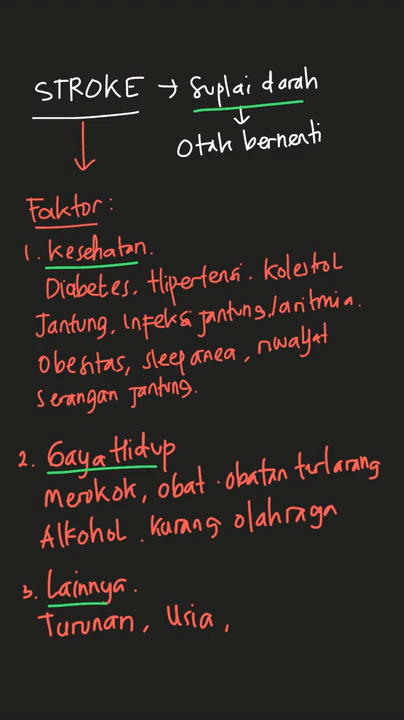 STROKE → Suplai darah
↓
Otak berhenti
Faktor :
1. Kesehatan.
Diabetes. Hipertensi. Kolestrol
Jantung, Infeksi jantung/aritmia.
Obesitas, sleep apnea, riwayat
serangan jantung.
2. Gaya Hidup
Merokok, obat - obatan terlarang
Alkohol. kurang olahraga
3. Lainnya.
Turunan, Usia,